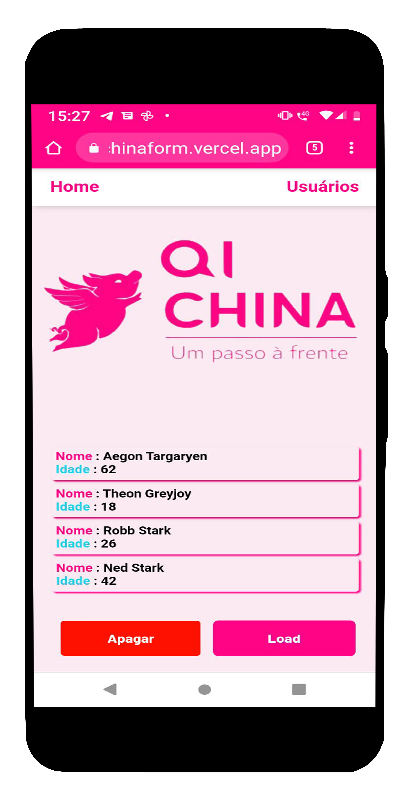 15:27
4G
:hinaform.vercel.app
5
Home
Usuários
QI
CHINA
Um passo à frente
Nome : Aegon Targaryen
Idade : 62
Nome : Theon Greyjoy
Idade : 18
Nome : Robb Stark
Idade : 26
Nome : Ned Stark
Idade : 42
Apagar
Load